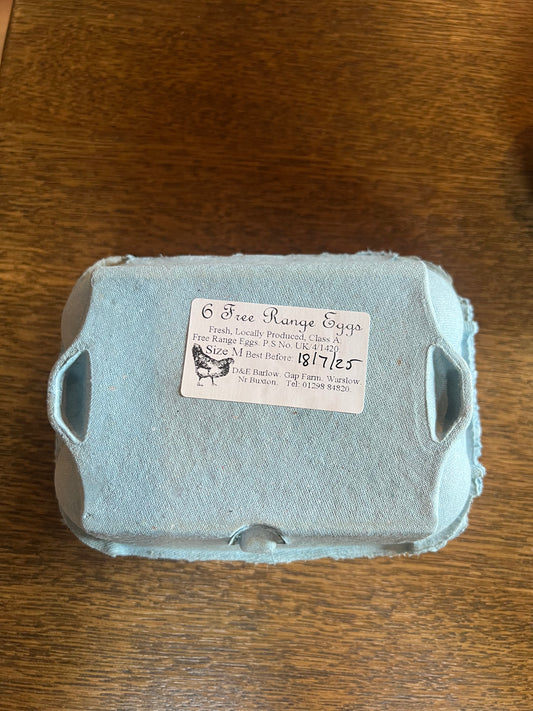 6 Free Range Eggs
Fresh, Locally Produced, Class A
Free Range Eggs. P.S No. UK/4/1420
Size M Best Before: 18/7/25
D&E Barlow. Gap Farm. Warslow.
Nr Buxton. Tel: 01298 84820.